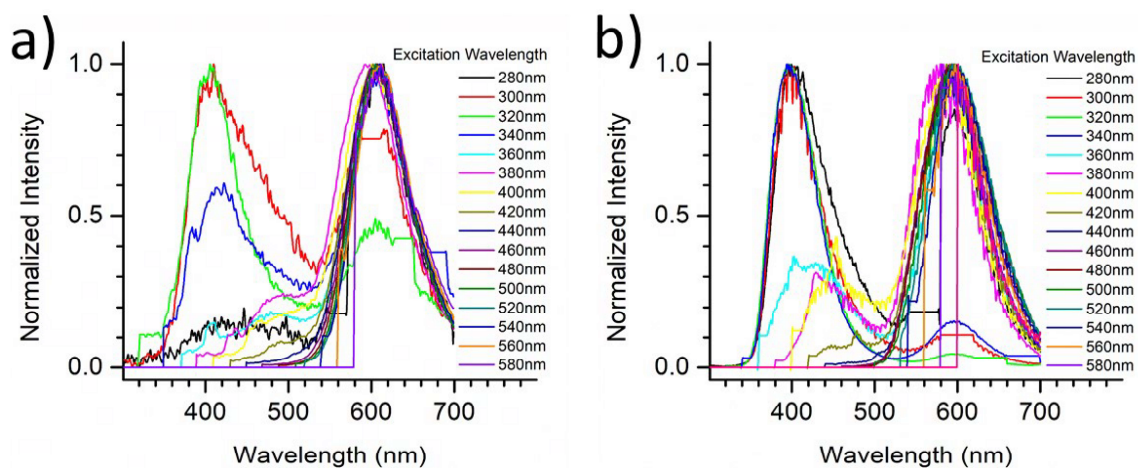 a)
Normalized Intensity
1.0
0.5
0.0
400 500 600 700
Wavelength (nm)
Excitation Wavelength
280nm
300nm
320nm
340nm
360nm
380nm
400nm
420nm
440nm
460nm
480nm
500nm
520nm
540nm
560nm
580nm
b)
Normalized Intensity
1.0
0.5
0.0
400 500 600 700
Wavelength (nm)
Excitation Wavelength
280nm
300nm
320nm
340nm
360nm
380nm
400nm
420nm
440nm
460nm
480nm
500nm
520nm
540nm
560nm
580nm